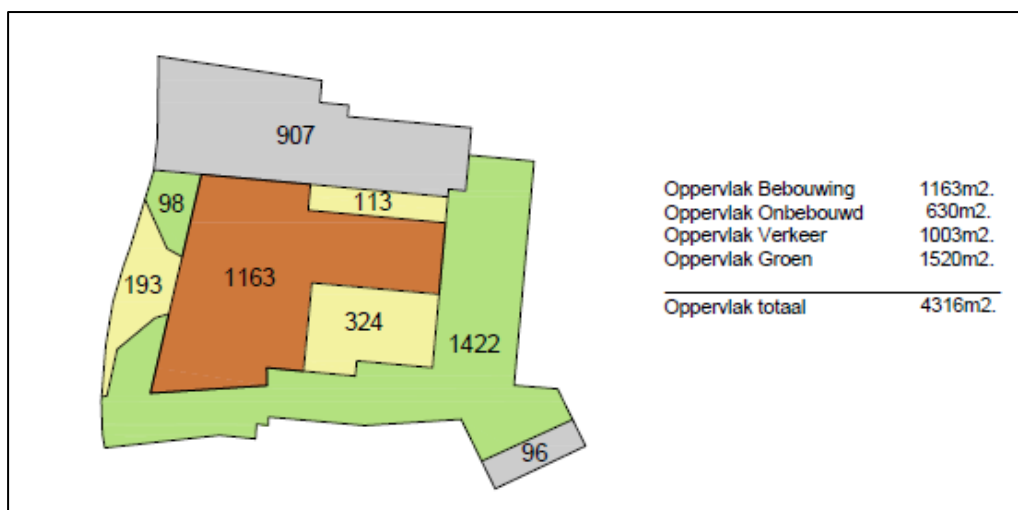 907
98
113
193
1163
324
1422
96
Oppervlak Bebouwing 1163m2.
Oppervlak Onbebouwd 630m2.
Oppervlak Verkeer 1003m2.
Oppervlak Groen 1520m2.
Oppervlak totaal 4316m2.